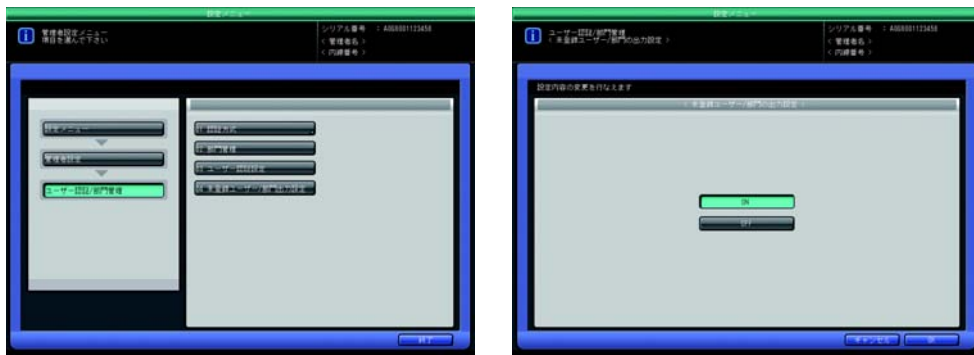 設定メニュー
管理者設定メニュー
項目を選んで下さい
シリアル番号 : A0G6001123456
< 管理者名 >
< 内線番号 >
設定メニュー
管理者設定
ユーザー認証/部門管理
01 認証方式
02 部門管理
03 ユーザー認証設定
04 未登録ユーザー/部門出力設定
終了
設定メニュー
ユーザー認証/部門管理
< 未登録ユーザー/部門の出力設定 >
シリアル番号
< 管理者名 >
< 内線番号 >
設定内容の変更を行なえます
< 未登録ユーザー/部門の出力設定 >
ON
OFF
キャンセル
OK